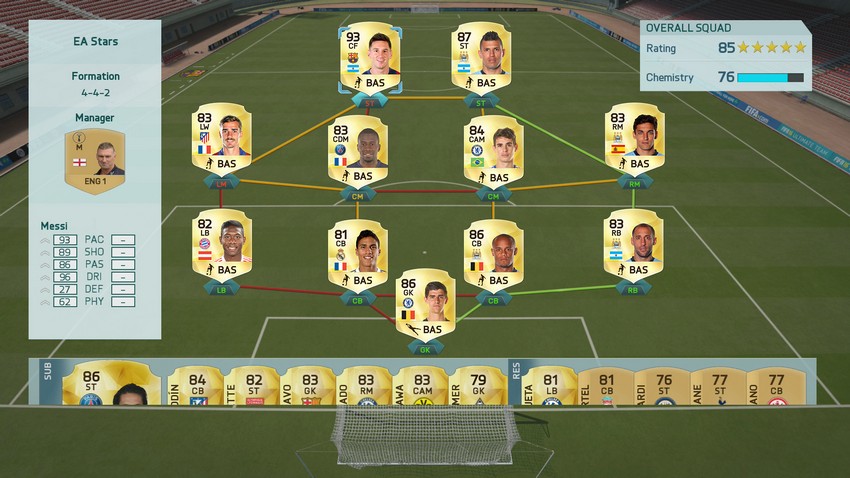 EA Stars
Formation
4-4-2
Manager
M
ENG 1
Messi
93 PAC -
89 SHO -
86 PAS -
96 DRI -
27 DEF -
62 PHY -
OVERALL SQUAD
Rating 85
Chemistry 76
93
CF
BAS
ST
87
ST
BAS
ST
83
LW
BAS
LM
83
CDM
BAS
CM
84
CAM
BAS
CM
83
RM
BAS
RM
82
LB
BAS
LB
81
CB
BAS
CB
86
CB
BAS
CB
83
RB
BAS
RB
86
GK
BAS
GK
SUB
86
ST
84
CB
82
ST
83
GK
83
RM
83
CAM
79
GK
RES
81
LB
81
CB
76
ST
77
ST
77
CB